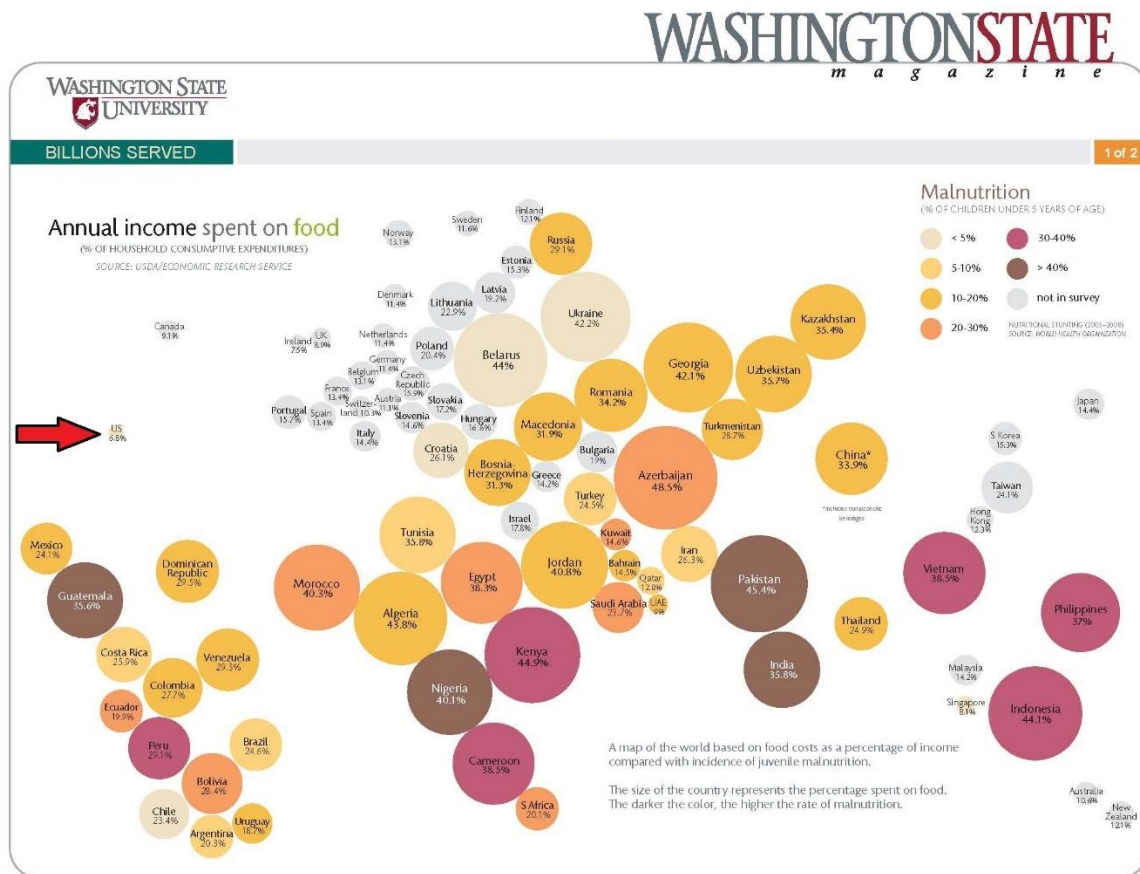 WASHINGTONSTATE
magazine
WASHINGTON STATE
UNIVERSITY
BILLIONS SERVED
1 of 2
Annual income spent on food
(% OF HOUSEHOLD CONSUMPTIVE EXPENDITURES)
SOURCE: USDA/ECONOMIC RESEARCH SERVICE
Malnutrition
(% OF CHILDREN UNDER 5 YEARS OF AGE)
< 5%
5-10%
10-20%
20-30%
30-40%
> 40%
not in survey
NUTRITIONAL STUNTING (2003–2008)
SOURCE: WORLD HEALTH ORGANIZATION
Finland
12.1%
Sweden
11.6%
Norway
13.1%
Russia
29.1%
Estonia
15.3%
Latvia
19.2%
Lithuania
22.9%
Denmark
11.4%
Ukraine
42.2%
Kazakhstan
35.4%
Canada
9.1%
Ireland
7.5%
UK
8.9%
Netherlands
11.4%
Poland
20.4%
Belarus
44%
Georgia
42.1%
Uzbekistan
35.7%
Germany
11.4%
Belgium
13.1%
Czech
Republic
15.9%
France
13.4%
Switzer-
land 10.3%
Austria
11.1%
Slovakia
17.2%
Romania
34.2%
Portugal
15.7%
Spain
13.4%
Slovenia
14.6%
Hungary
16.6%
Macedonia
31.9%
Turkmenistan
28.7%
Japan
14.4%
US
6.8%
Italy
14.4%
Croatia
26.1%
Bosnia-
Herzegovina
31.3%
Greece
14.2%
Bulgaria
19%
Azerbaijan
48.5%
China*
33.9%
*includes nonalcoholic
beverages
S Korea
15.3%
Taiwan
24.1%
Hong
Kong
12.3%
Turkey
24.5%
Israel
17.8%
Tunisia
35.8%
Kuwait
14.6%
Iran
26.3%
Mexico
24.1%
Dominican
Republic
29.5%
Guatemala
35.6%
Morocco
40.3%
Egypt
38.3%
Jordan
40.8%
Bahrain
14.5%
Qatar
12.8%
UAE
9%
Saudi Arabia
23.7%
Pakistan
45.4%
Vietnam
38.5%
Philippines
37%
Algeria
43.8%
Thailand
24.9%
Costa Rica
25.9%
Venezuela
29.3%
Colombia
27.7%
Kenya
44.9%
India
35.8%
Nigeria
40.1%
Malaysia
14.2%
Singapore
8.1%
Indonesia
44.1%
Ecuador
19.9%
Peru
29.1%
Brazil
24.6%
Bolivia
28.4%
Cameroon
38.5%
Chile
23.4%
Argentina
20.3%
Uruguay
18.7%
S Africa
20.1%
Australia
10.6%
New
Zealand
12.1%
A map of the world based on food costs as a percentage of income
compared with incidence of juvenile malnutrition.
The size of the country represents the percentage spent on food.
The darker the color, the higher the rate of malnutrition.